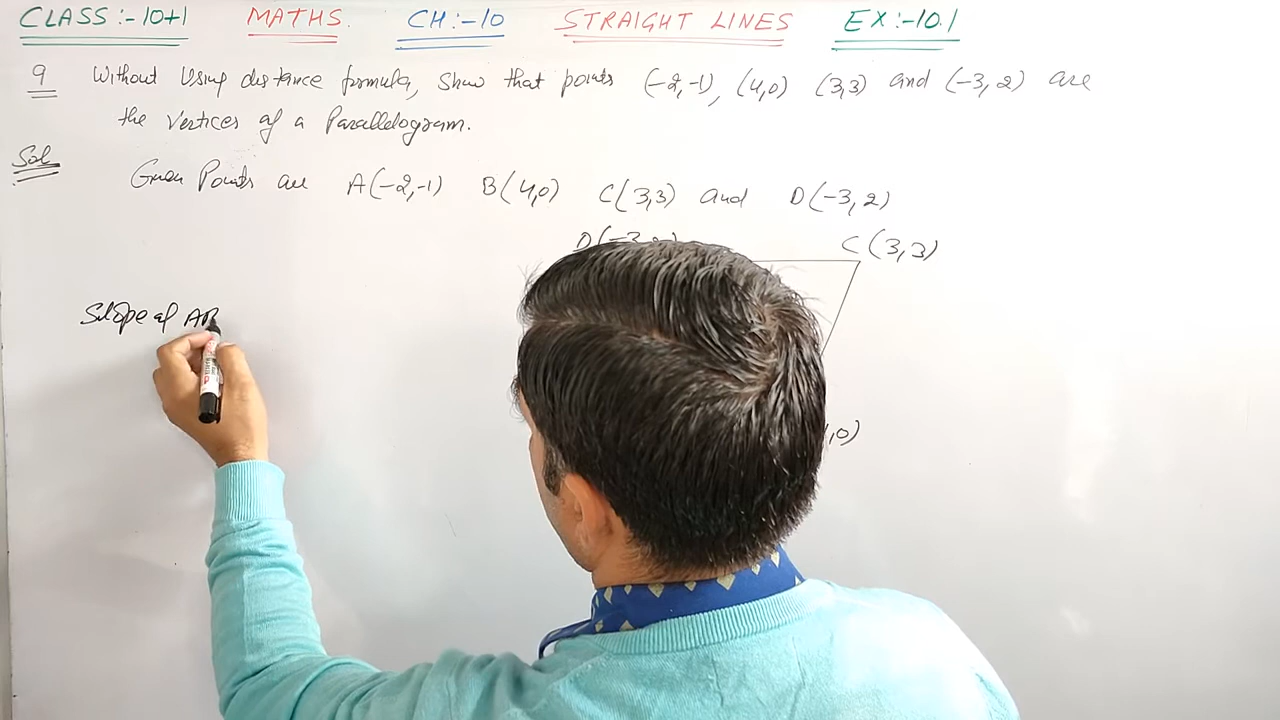 CLASS :- 10+1 MATHS. CH:-10 STRAIGHT LINES EX:-10.1
9 Without Using distance formula, show that points (-2,-1), (4,0) (3,3) and (-3,2) are
the Vertices of a Parallelogram.
Sol Given Points are A(-2,-1) B(4,0) C(3,3) and D(-3,2)
D(-3,2) C(3,3)
Slope of AB
,0)